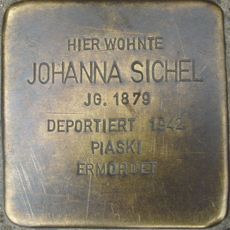 HIER WOHNTE
JOHANNA SICHEL
JG. 1879
DEPORTIERT 1942
PIASKI
ERMORDET